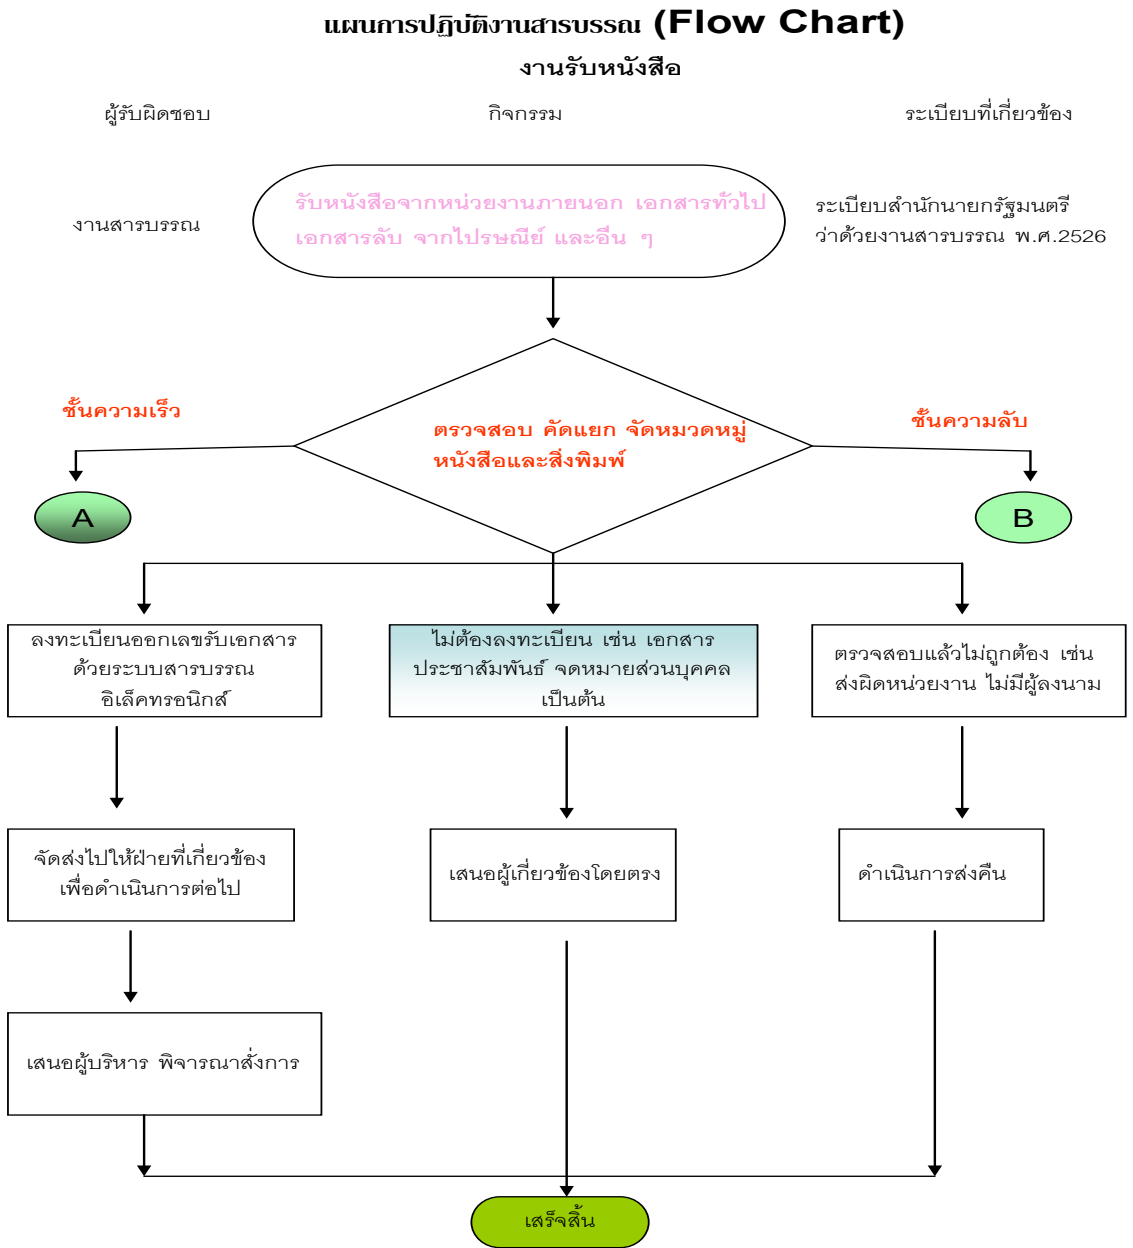 แผนการปฏิบัติงานสารบรรณ (Flow Chart)
งานรับหนังสือ
ผู้รับผิดชอบ
กิจกรรม
ระเบียบที่เกี่ยวข้อง
งานสารบรรณ
รับหนังสือจากหน่วยงานภายนอก เอกสารทั่วไป
เอกสารลับ จากไปรษณีย์ และอื่น ๆ
ระเบียบสำนักนายกรัฐมนตรี
ว่าด้วยงานสารบรรณ พ.ศ.2526
ชั้นความเร็ว
ตรวจสอบ คัดแยก จัดหมวดหมู่
หนังสือและสิ่งพิมพ์
ชั้นความลับ
A
B
ลงทะเบียนออกเลขรับเอกสาร
ด้วยระบบสารบรรณ
อิเล็คทรอนิกส์
ไม่ต้องลงทะเบียน เช่น เอกสาร
ประชาสัมพันธ์ จดหมายส่วนบุคคล
เป็นต้น
ตรวจสอบแล้วไม่ถูกต้อง เช่น
ส่งผิดหน่วยงาน ไม่มีผู้ลงนาม
จัดส่งไปให้ฝ่ายที่เกี่ยวข้อง
เพื่อดำเนินการต่อไป
เสนอผู้เกี่ยวข้องโดยตรง
ดำเนินการส่งคืน
เสนอผู้บริหาร พิจารณาสั่งการ
เสร็จสิ้น